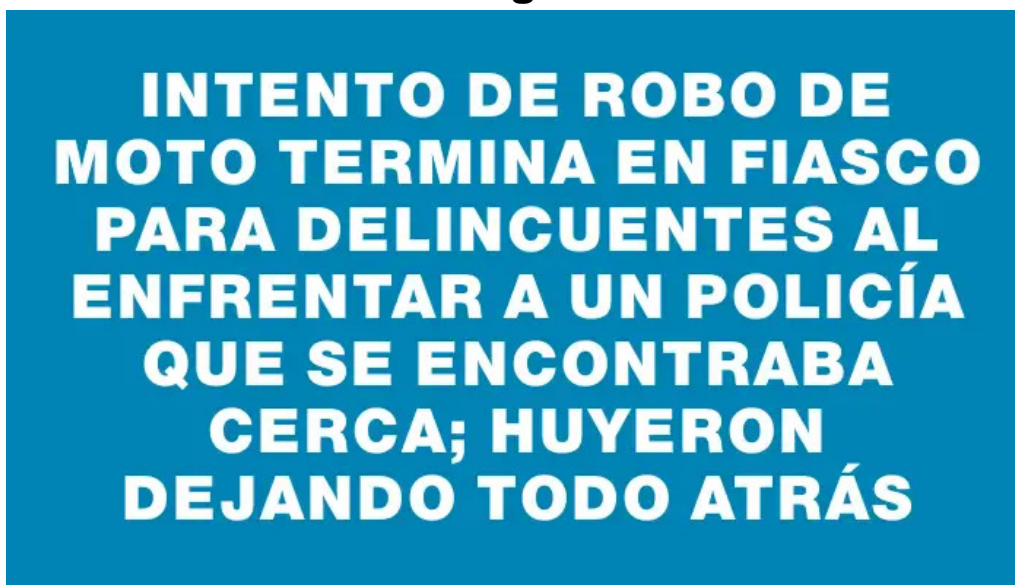 INTENTO DE ROBO DE
MOTO TERMINA EN FIASCO
PARA DELINCUENTES AL
ENFRENTAR A UN POLICÍA
QUE SE ENCONTRABA
CERCA; HUYERON
DEJANDO TODO ATRÁS